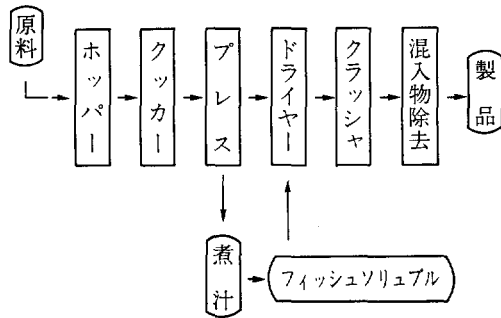 原料
ホッパー
クッカー
プレス
ドライヤー
クラッシャ
混入物除去
製品
煮汁
フィッシュソリュブル